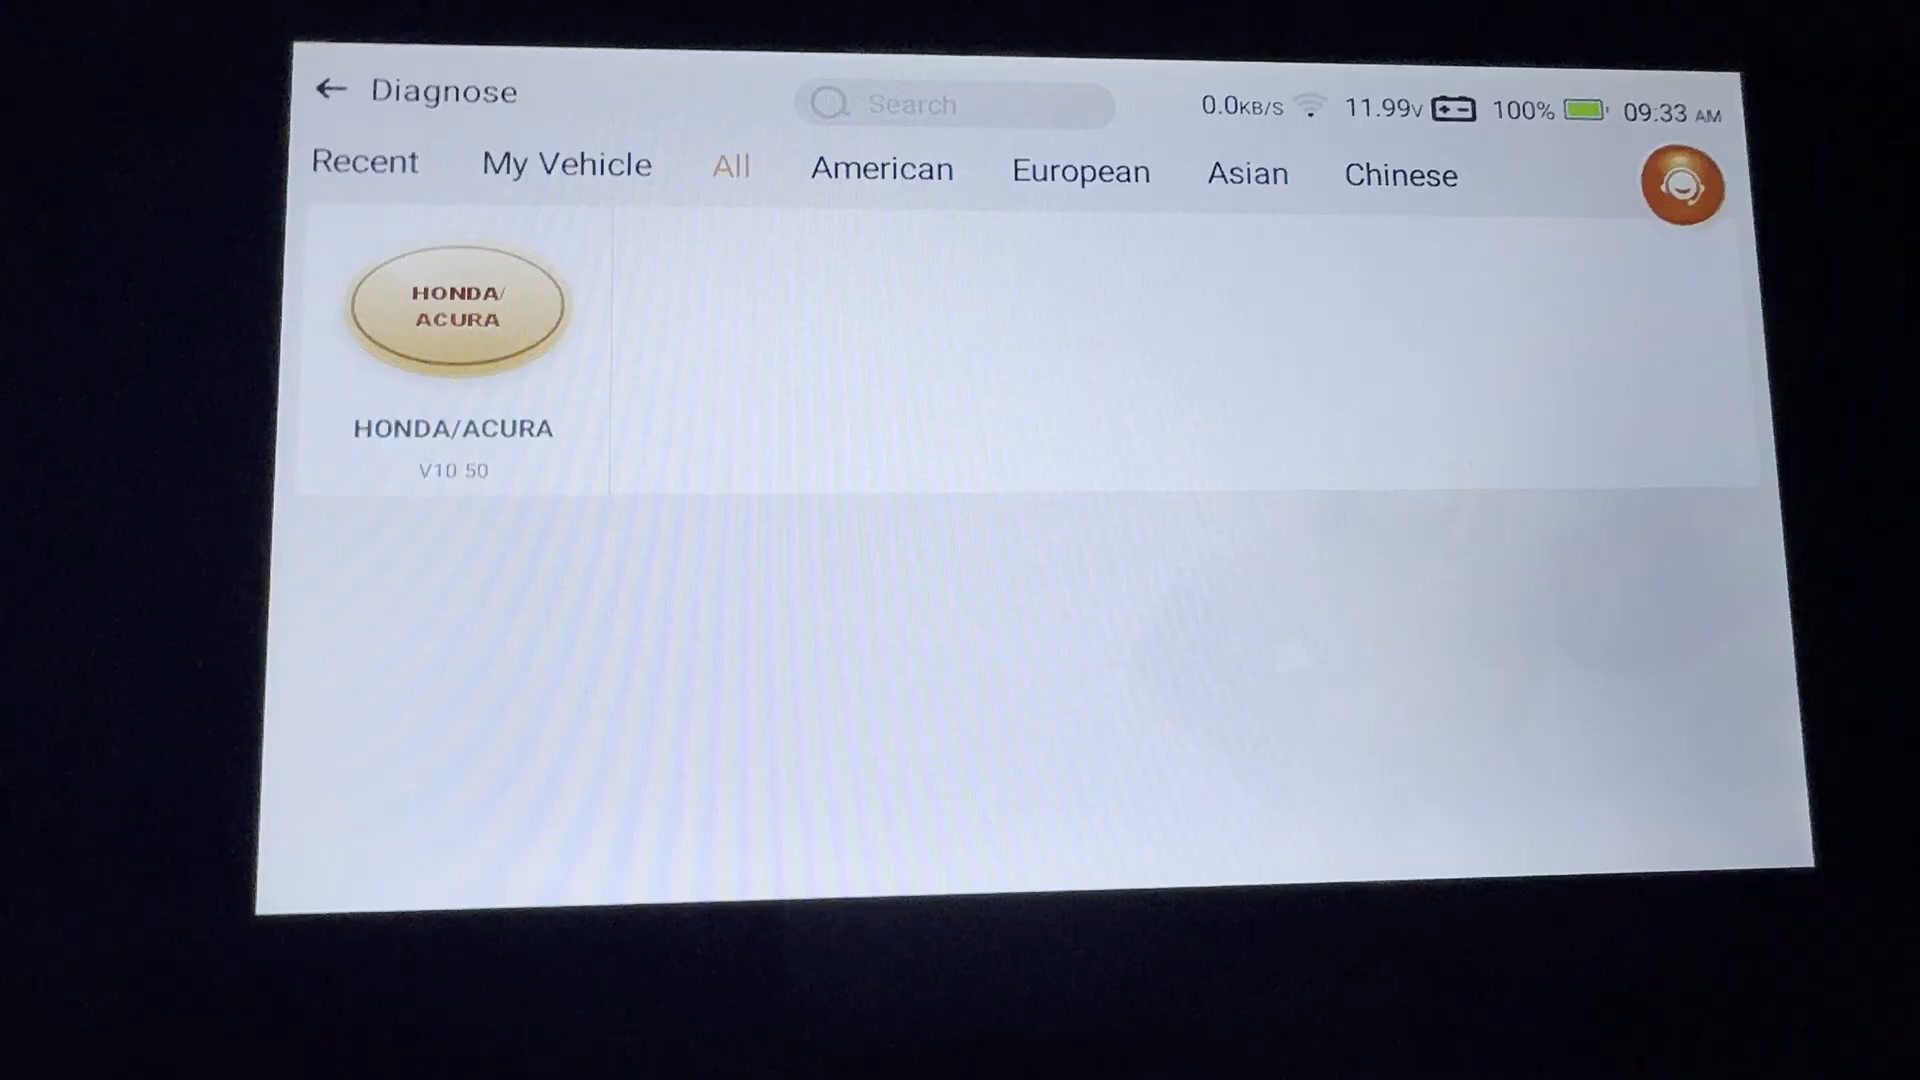 Diagnose
Search
0.0KB/S
11.99V
100%
09:33 AM
Recent
My Vehicle
All
American
European
Asian
Chinese
HONDA/
ACURA
HONDA/ACURA
V10 50